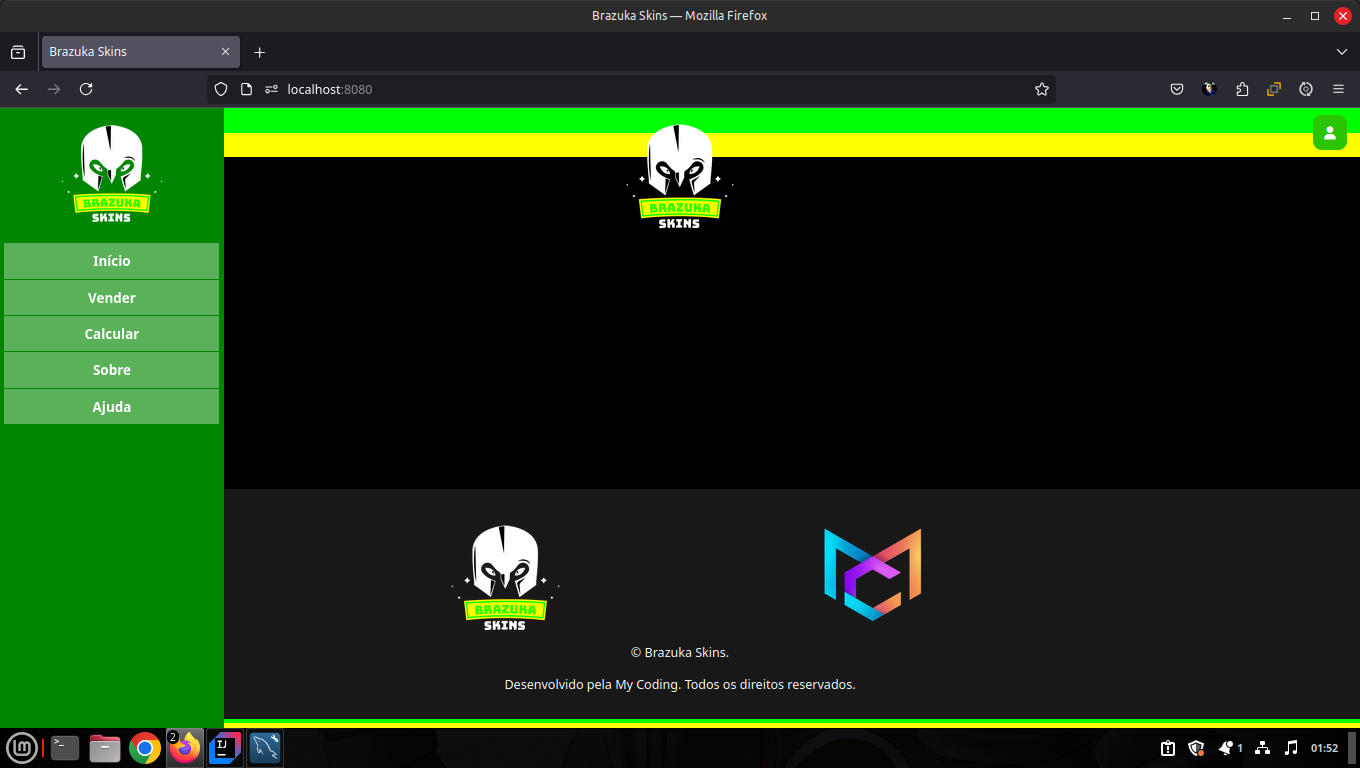 Brazuka Skins — Mozilla Firefox
Brazuka Skins
localhost:8080
BRAZUKA
SKINS
BRAZUKA
SKINS
Início
Vender
Calcular
Sobre
Ajuda
BRAZUKA
SKINS
© Brazuka Skins.
Desenvolvido pela My Coding. Todos os direitos reservados.
2
IJ
1
01:52